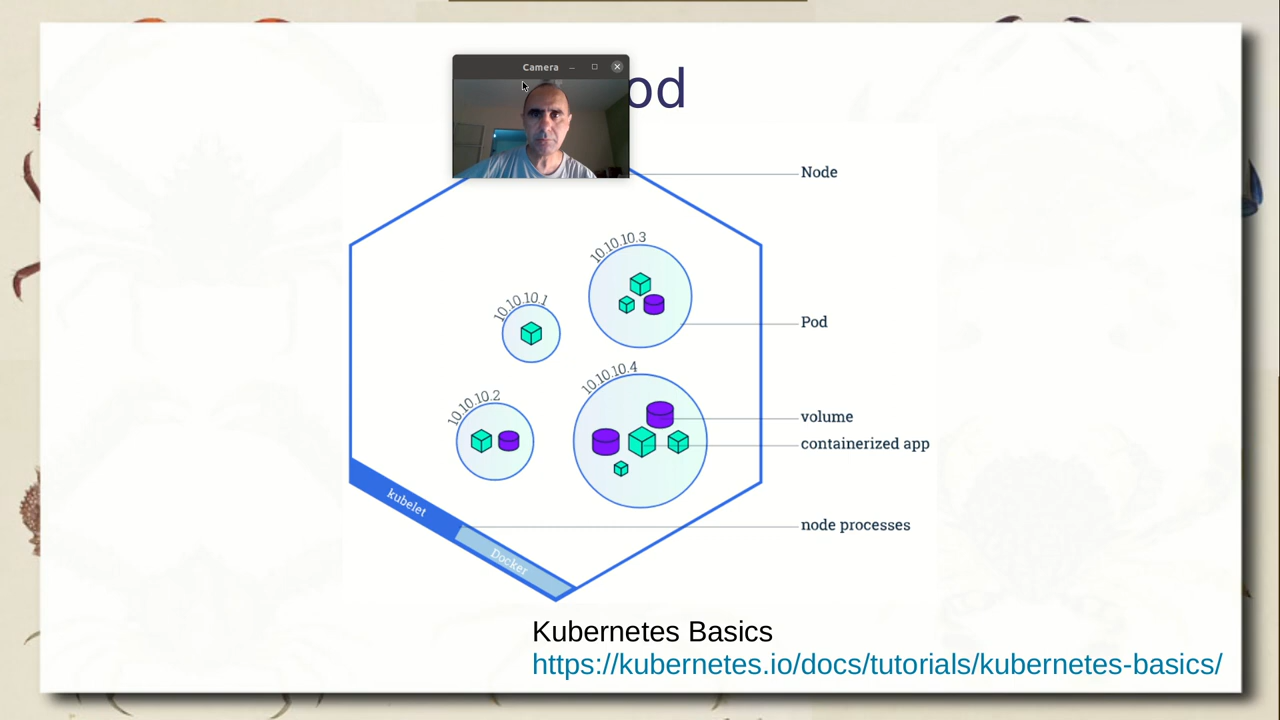 Camera
od
Node
10.10.10.3
10.10.10.1
Pod
10.10.10.4
10.10.10.2
volume
containerized app
kubelet
node processes
Docker
Kubernetes Basics
https://kubernetes.io/docs/tutorials/kubernetes-basics/